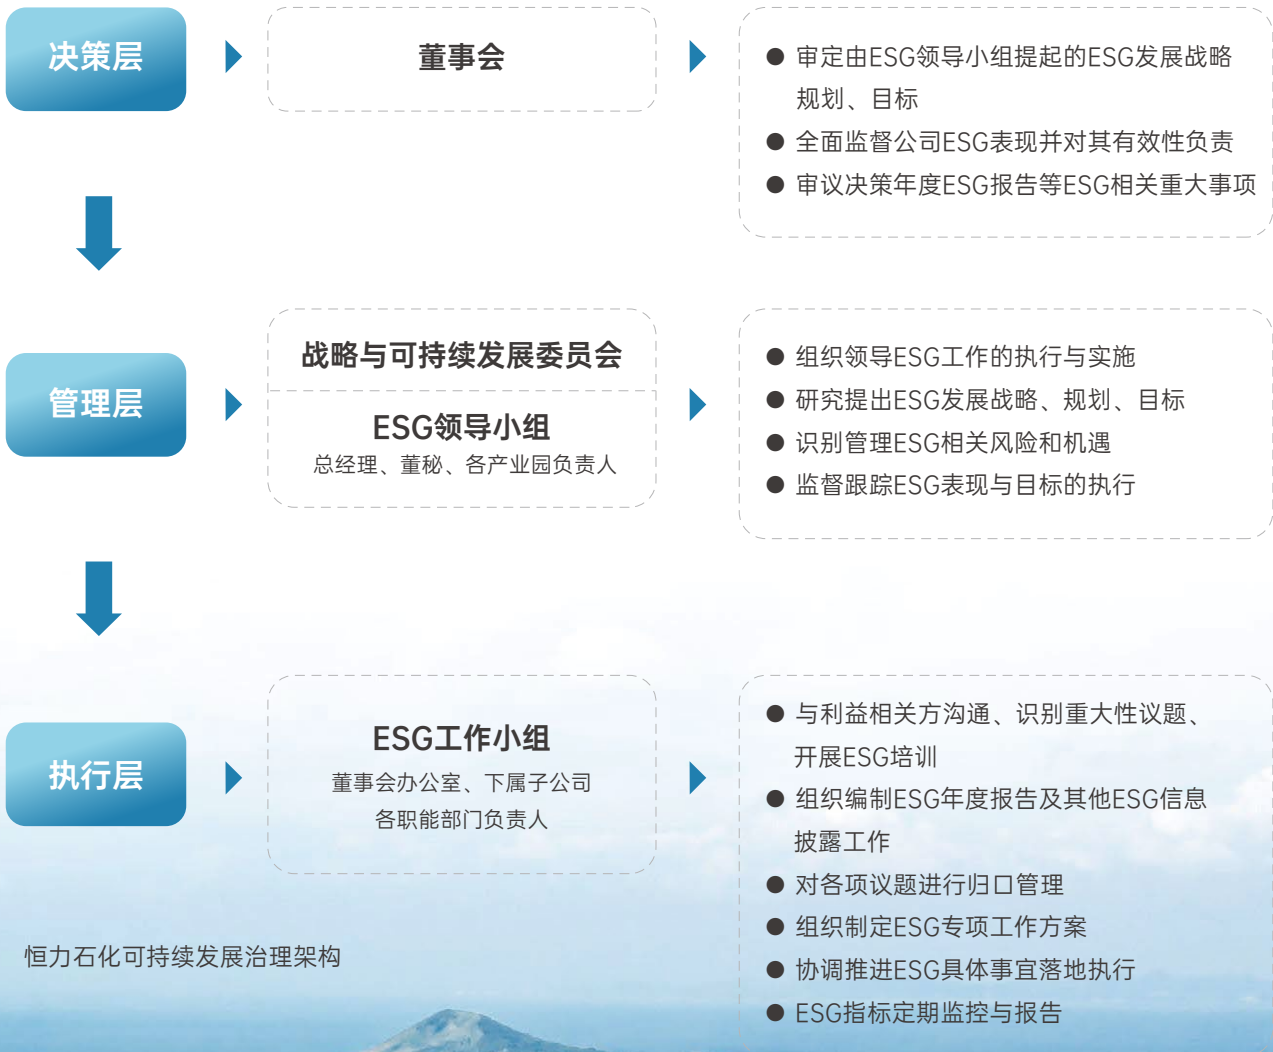 决策层
董事会
● 审定由ESG领导小组提起的ESG发展战略
规划、目标
● 全面监督公司ESG表现并对其有效性负责
● 审议决策年度ESG报告等ESG相关重大事项
管理层
战略与可持续发展委员会
ESG领导小组
总经理、董秘、各产业园负责人
● 组织领导ESG工作的执行与实施
● 研究提出ESG发展战略、规划、目标
● 识别管理ESG相关风险和机遇
● 监督跟踪ESG表现与目标的执行
执行层
ESG工作小组
董事会办公室、下属子公司
各职能部门负责人
● 与利益相关方沟通、识别重大性议题、
开展ESG培训
● 组织编制ESG年度报告及其他ESG信息
披露工作
● 对各项议题进行归口管理
● 组织制定ESG专项工作方案
● 协调推进ESG具体事宜落地执行
● ESG指标定期监控与报告
恒力石化可持续发展治理架构